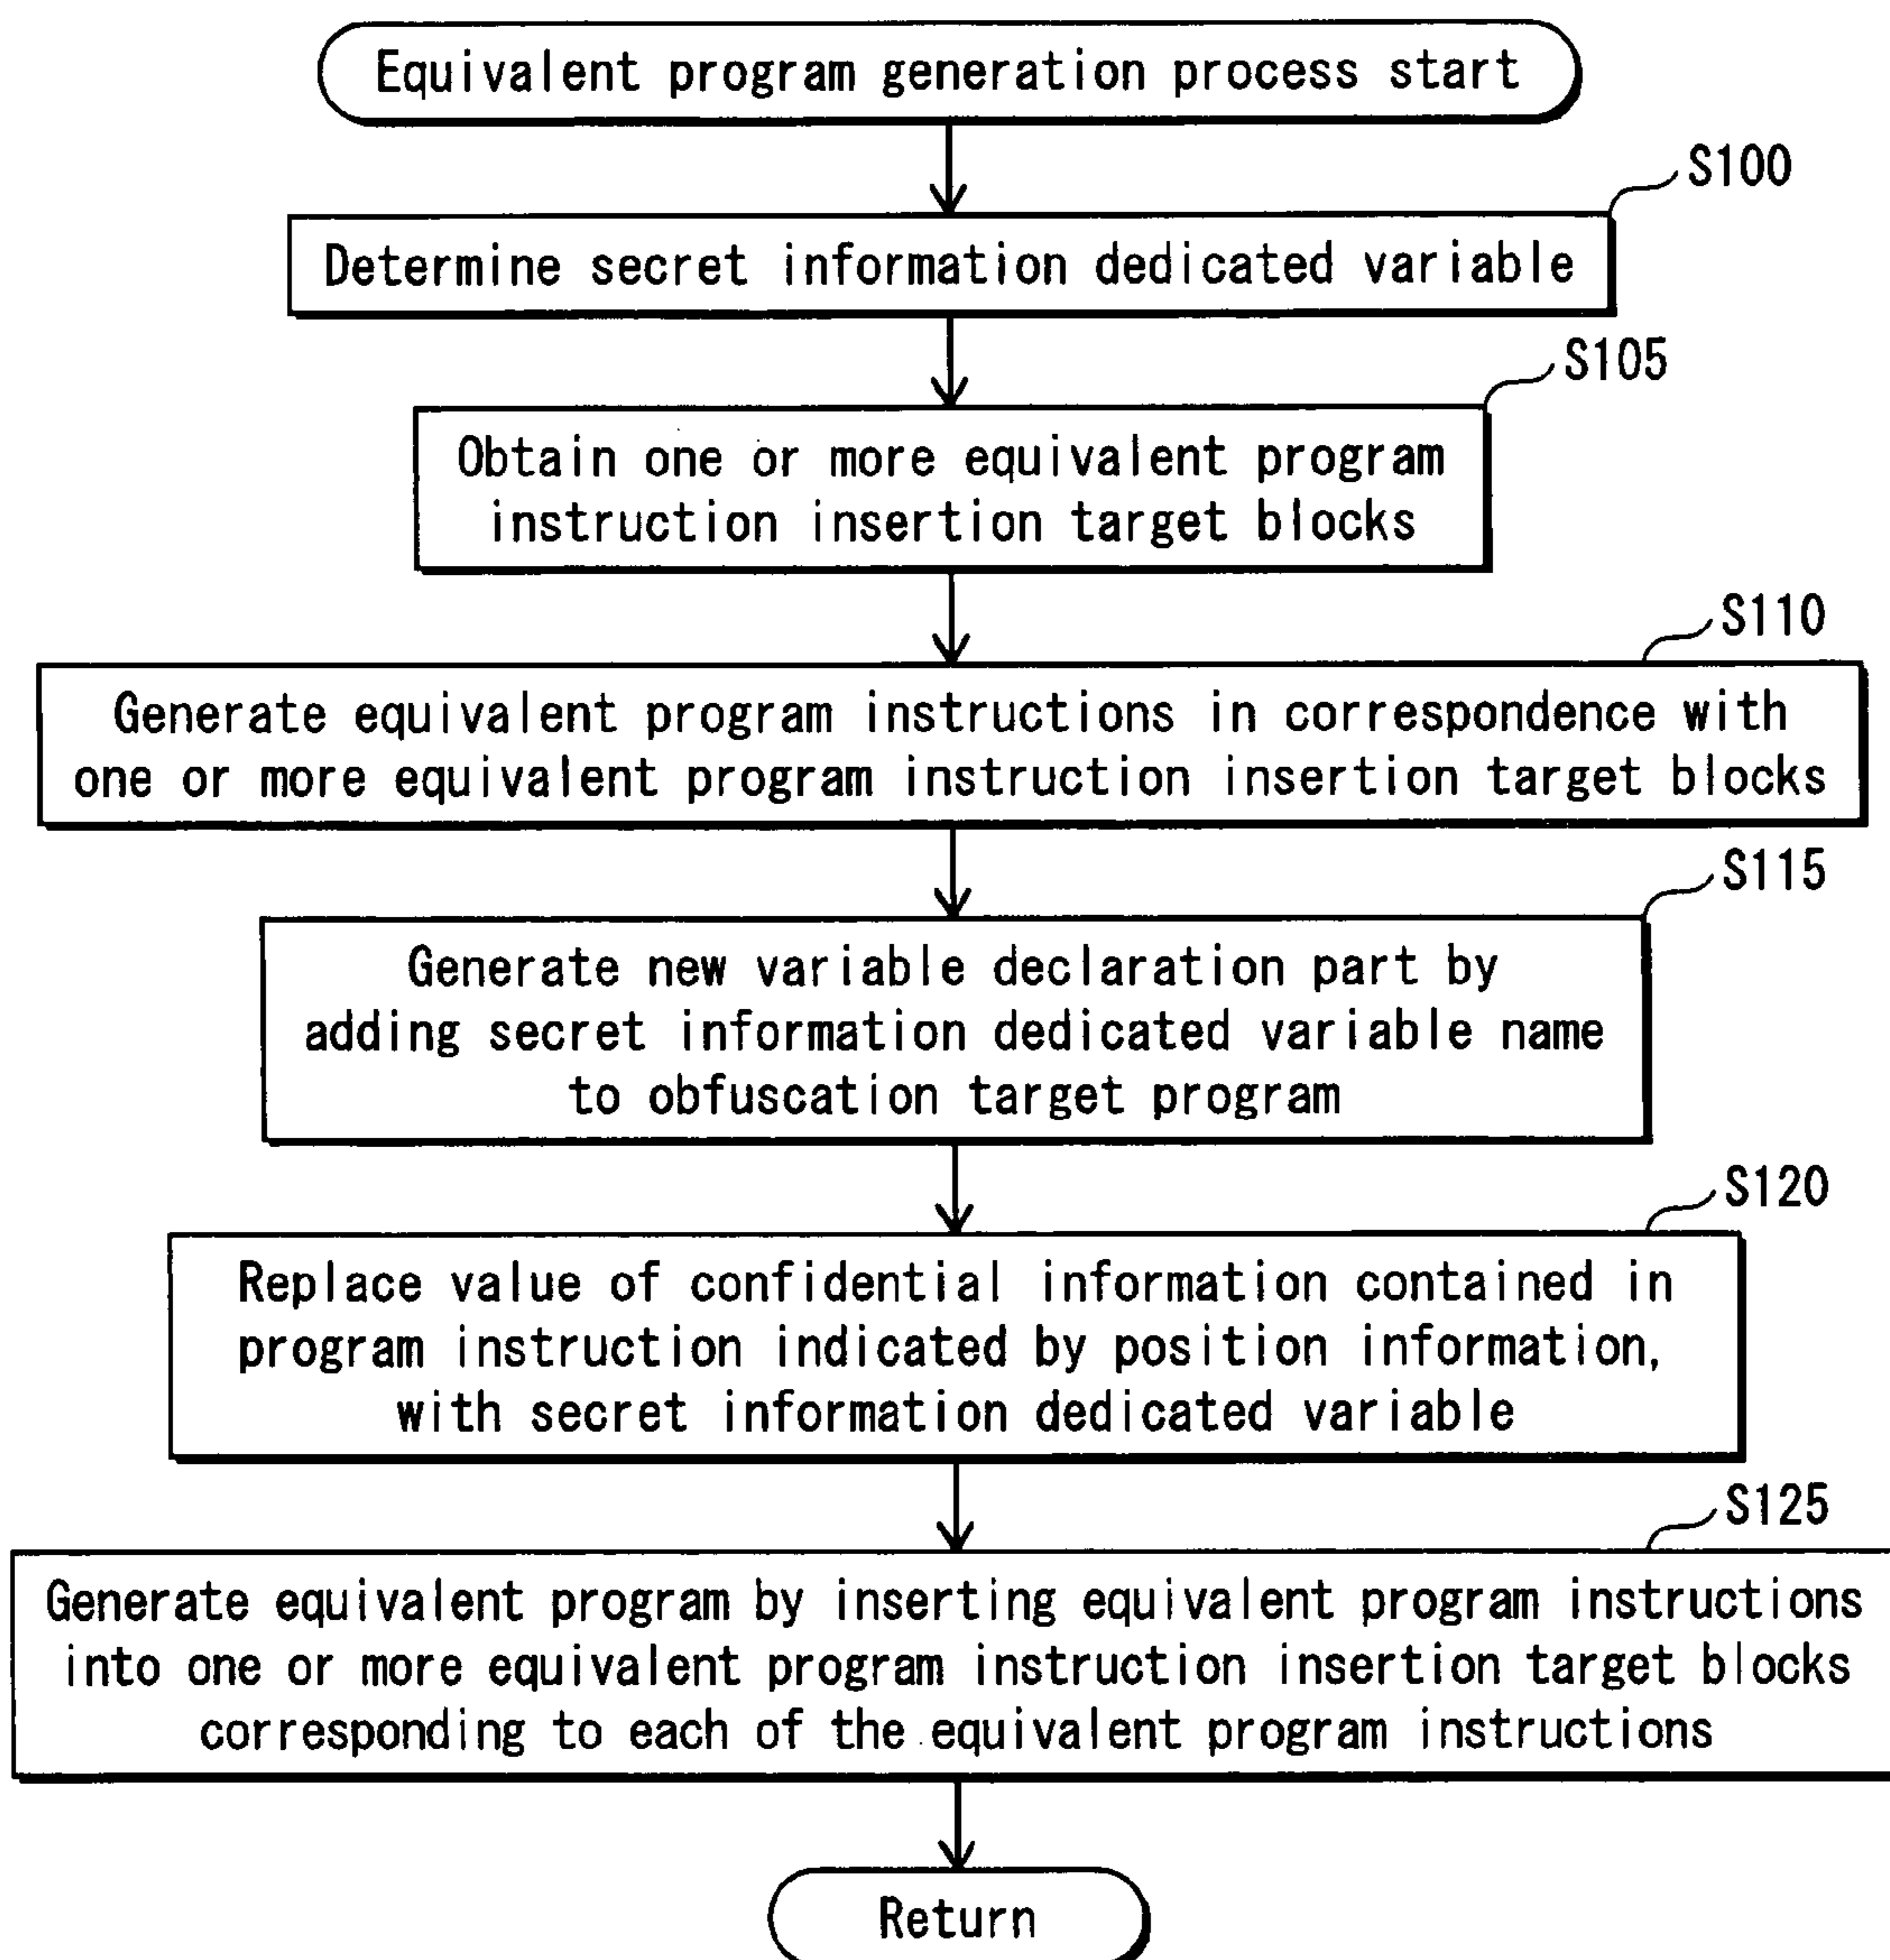 Equivalent program generation process start
S100
Determine secret information dedicated variable
S105
Obtain one or more equivalent program
instruction insertion target blocks
S110
Generate equivalent program instructions in correspondence with
one or more equivalent program instruction insertion target blocks
S115
Generate new variable declaration part by
adding secret information dedicated variable name
to obfuscation target program
S120
Replace value of confidential information contained in
program instruction indicated by position information,
with secret information dedicated variable
S125
Generate equivalent program by inserting equivalent program instructions
into one or more equivalent program instruction insertion target blocks
corresponding to each of the equivalent program instructions
Return